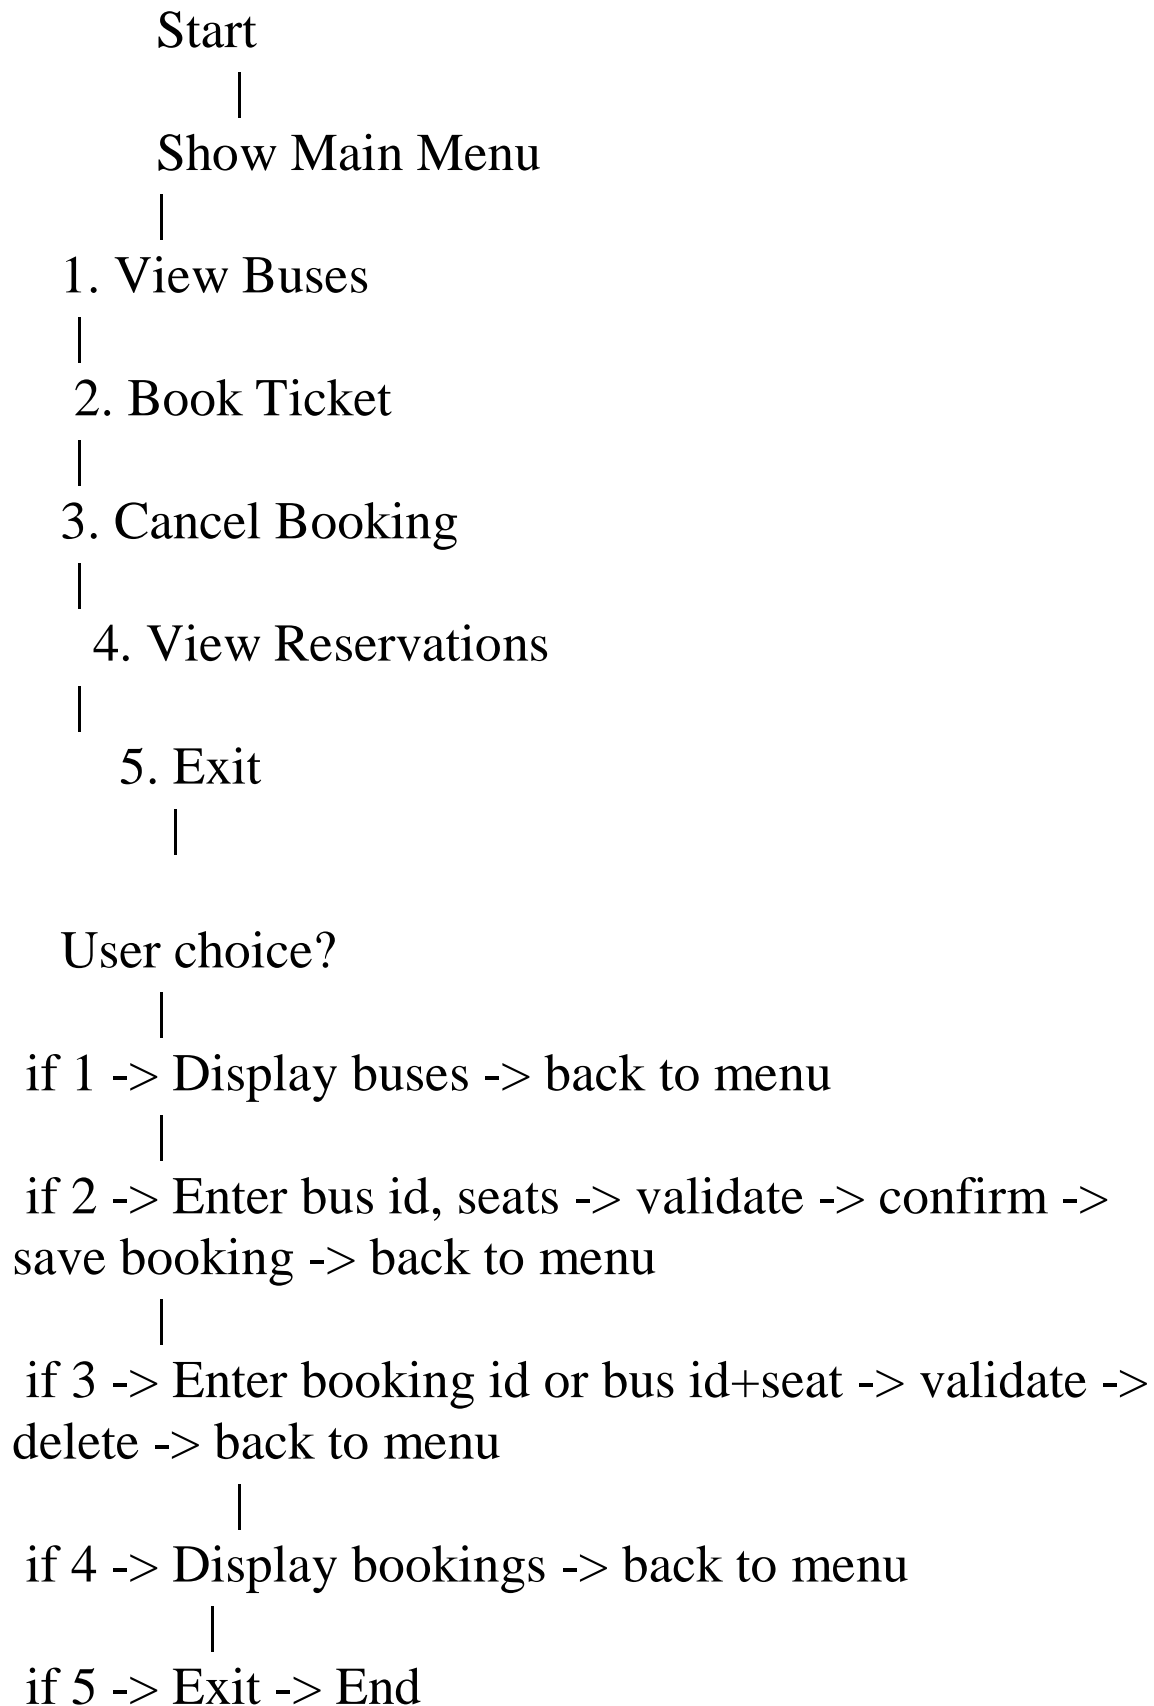 Start
|
Show Main Menu
|
1. View Buses
|
2. Book Ticket
|
3. Cancel Booking
|
4. View Reservations
|
5. Exit
|
User choice?
|
if 1 -> Display buses -> back to menu
|
if 2 -> Enter bus id, seats -> validate -> confirm ->
save booking -> back to menu
|
if 3 -> Enter booking id or bus id+seat -> validate ->
delete -> back to menu
|
if 4 -> Display bookings -> back to menu
|
if 5 -> Exit -> End